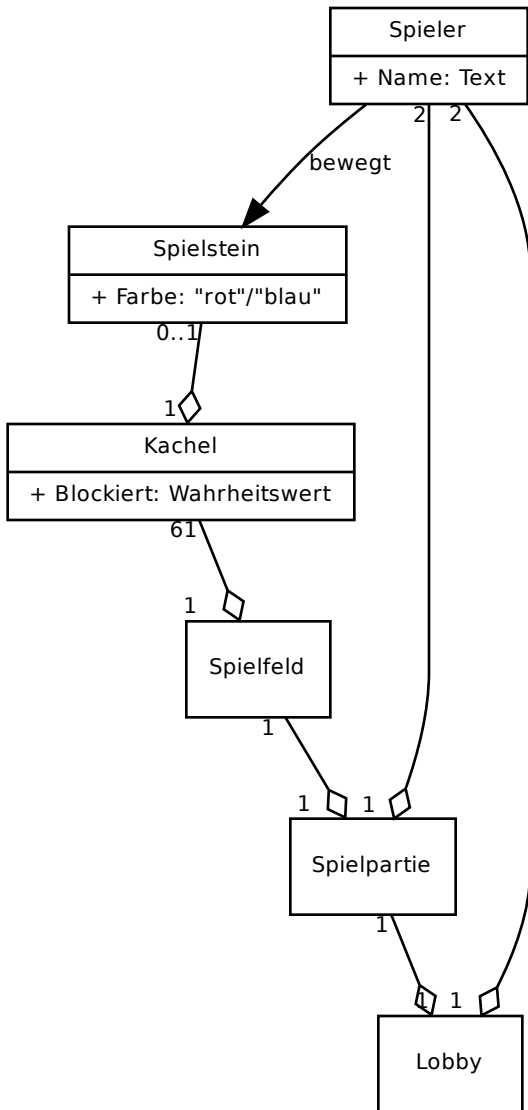 Spieler
+ Name: Text
2
2
bewegt
Spielstein
+ Farbe: "rot"/"blau"
0..1
1
Kachel
+ Blockiert: Wahrheitswert
61
1
Spielfeld
1
1
1
Spielpartie
1
1
1
Lobby